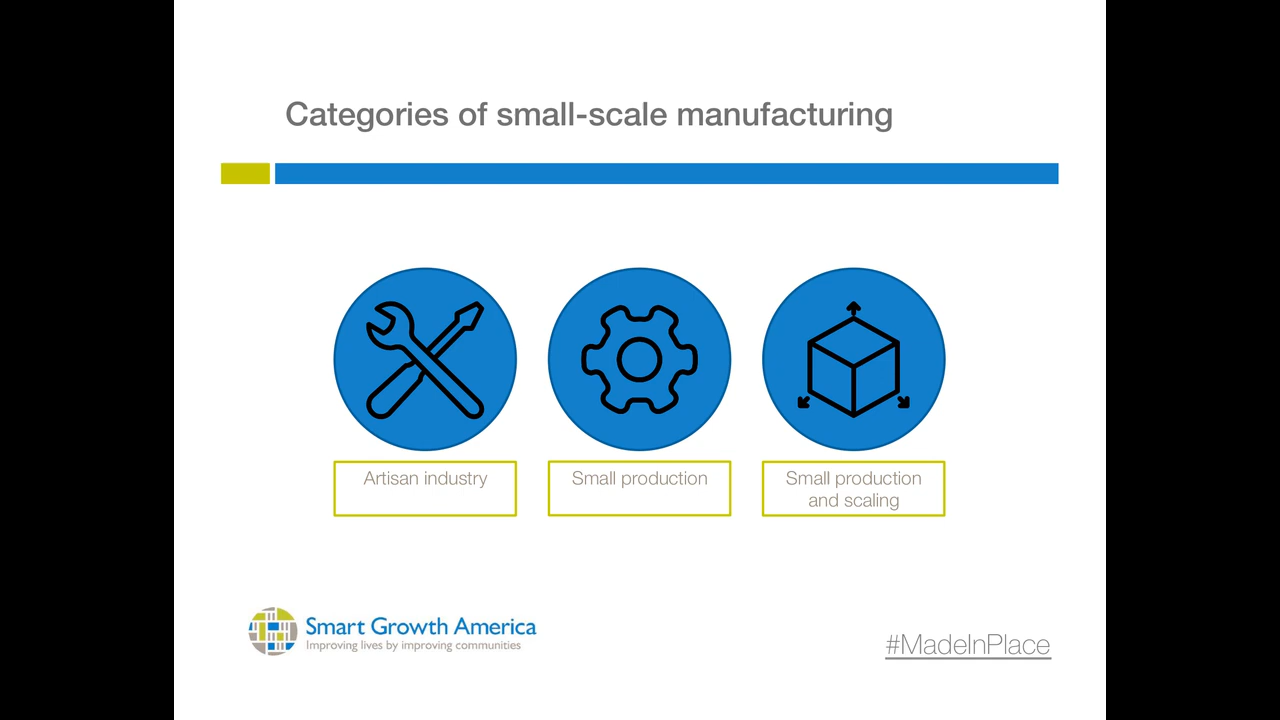 Categories of small-scale manufacturing
Artisan industry
Small production
Small production
and scaling
Smart Growth America
Improving lives by improving communities
#MadeInPlace